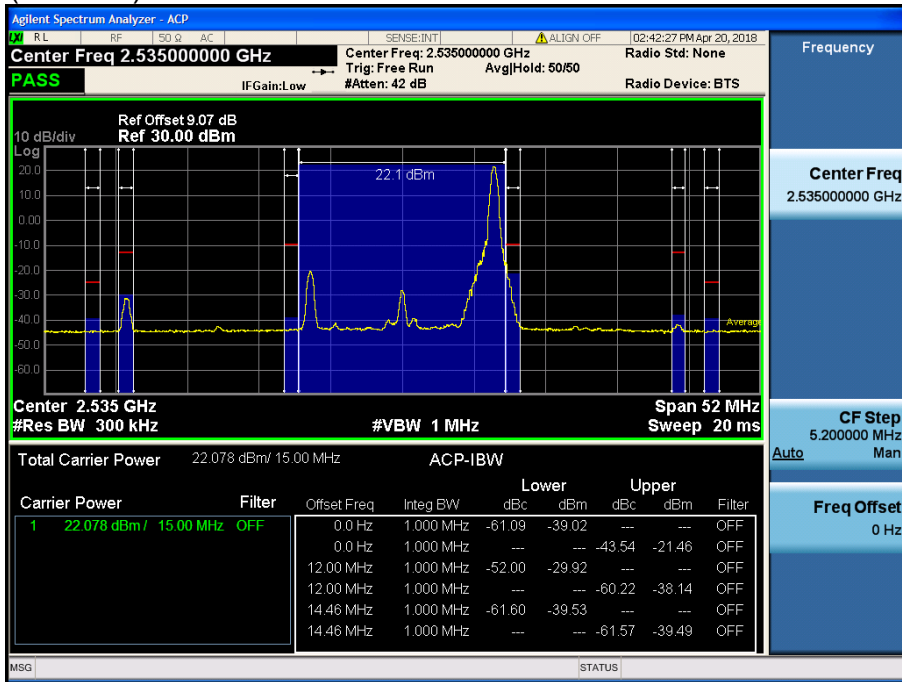 Agilent Spectrum Analyzer - ACP
LXI RL RF 50 Ω AC SENSE:INT ALIGN OFF 02:42:27 PM Apr 20, 2018
Center Freq 2.535000000 GHz
Center Freq: 2.535000000 GHz
Radio Std: None
Trig: Free Run Avg|Hold: 50/50
PASS
IFGain:Low #Atten: 42 dB Radio Device: BTS
Frequency
Ref Offset 9.07 dB
10 dB/div Ref 30.00 dBm
Log
20.0
10.0
0.00
-10.0
-20.0
-30.0
-40.0
-50.0
-60.0
22.1 dBm
Average
Center 2.535 GHz Span 52 MHz
#Res BW 300 kHz #VBW 1 MHz Sweep 20 ms
Total Carrier Power 22.078 dBm/ 15.00 MHz ACP-IBW
Lower Upper
Carrier Power Filter Offset Freq Integ BW dBc dBm dBc dBm Filter
1 22.078 dBm / 15.00 MHz OFF 0.0 Hz 1.000 MHz -61.09 -39.02 --- --- OFF
0.0 Hz 1.000 MHz --- --- -43.54 -21.46 OFF
12.00 MHz 1.000 MHz -52.00 -29.92 --- --- OFF
12.00 MHz 1.000 MHz --- --- -60.22 -38.14 OFF
14.46 MHz 1.000 MHz -61.60 -39.53 --- --- OFF
14.46 MHz 1.000 MHz --- --- -61.57 -39.49 OFF
Center Freq
2.535000000 GHz
CF Step
5.200000 MHz
Auto Man
Freq Offset
0 Hz
MSG STATUS